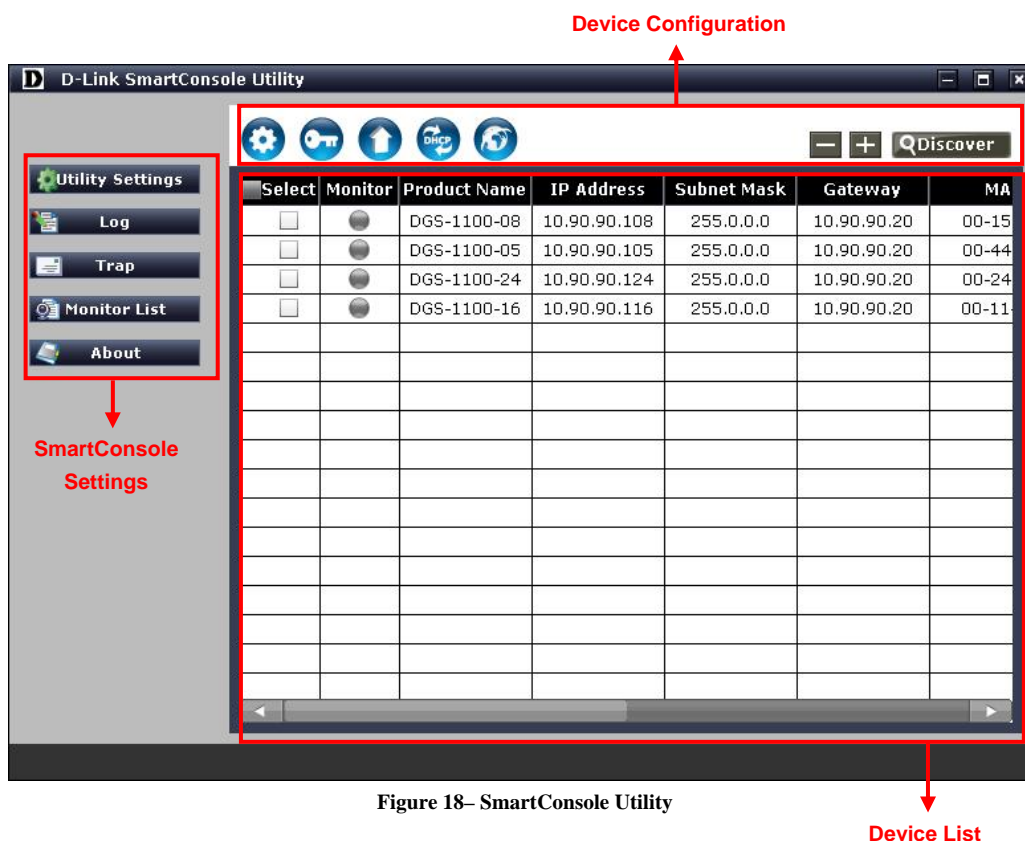 Device Configuration
D D-Link SmartConsole Utility
DHCP
Discover
Utility Settings
Log
Trap
Monitor List
About
SmartConsole
Settings
Select Monitor Product Name IP Address Subnet Mask Gateway MA
DGS-1100-08 10.90.90.108 255.0.0.0 10.90.90.20 00-15
DGS-1100-05 10.90.90.105 255.0.0.0 10.90.90.20 00-44
DGS-1100-24 10.90.90.124 255.0.0.0 10.90.90.20 00-24
DGS-1100-16 10.90.90.116 255.0.0.0 10.90.90.20 00-11-
Figure 18– SmartConsole Utility
Device List